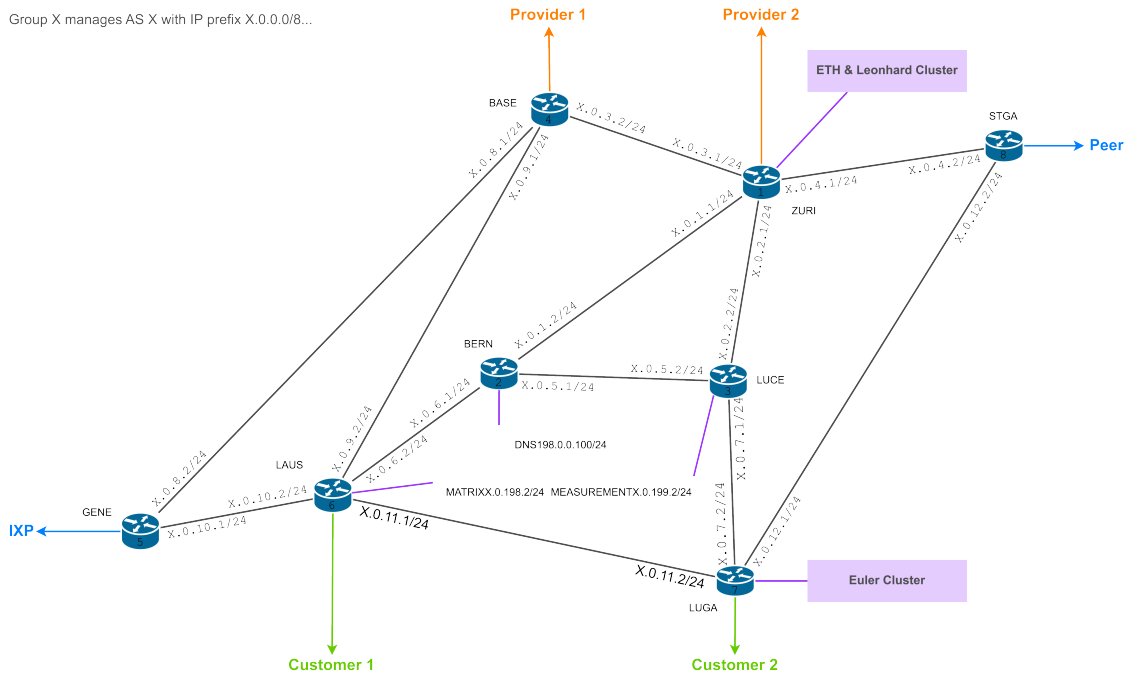 Group X manages AS X with IP prefix X.0.0.0/8...
Provider 1
Provider 2
ETH & Leonhard Cluster
BASE
4
X.0.3.2/24
X.0.3.1/24
STGA
8
Peer
X.0.8.1/24
X.0.9.1/24
1
ZURI
X.0.4.1/24
X.0.4.2/24
X.0.1.1/24
X.0.2.1/24
X.0.12.2/24
X.0.1.2/24
X.0.2.2/24
BERN
2
X.0.5.1/24
X.0.5.2/24
LUCE
3
X.0.6.1/24
X.0.7.1/24
X.0.9.2/24
X.0.6.2/24
DNS198.0.0.100/24
LAUS
6
X.0.8.2/24
X.0.10.2/24
MATRIXX.0.198.2/24
MEASUREMENTX.0.199.2/24
GENE
5
IXP
X.0.10.1/24
X.0.11.1/24
X.0.7.2/24
X.0.12.1/24
X.0.11.2/24
7
LUGA
Euler Cluster
Customer 1
Customer 2